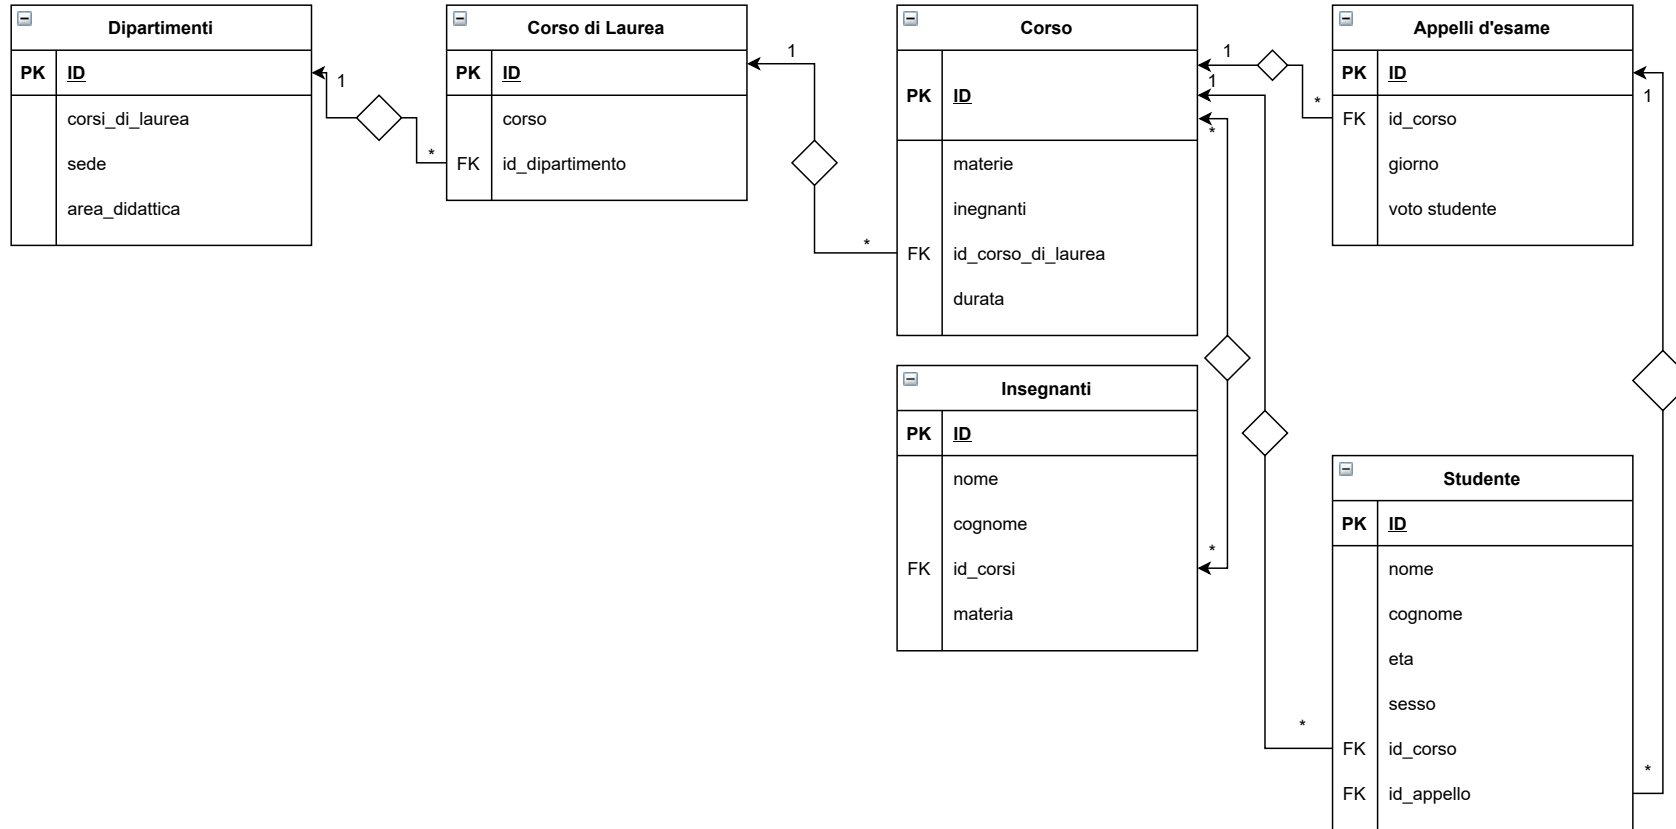 Dipartimenti
PK ID
corsi_di_laurea
sede
area_didattica
1
*
Corso di Laurea
PK ID
corso
FK id_dipartimento
1
*
Corso
PK ID
materie
inegnanti
FK id_corso_di_laurea
durata
1
1
*
*
Appelli d'esame
PK ID
FK id_corso
giorno
voto studente
1
Insegnanti
PK ID
nome
cognome
FK id_corsi
materia
*
*
Studente
PK ID
nome
cognome
eta
sesso
FK id_corso
FK id_appello
*